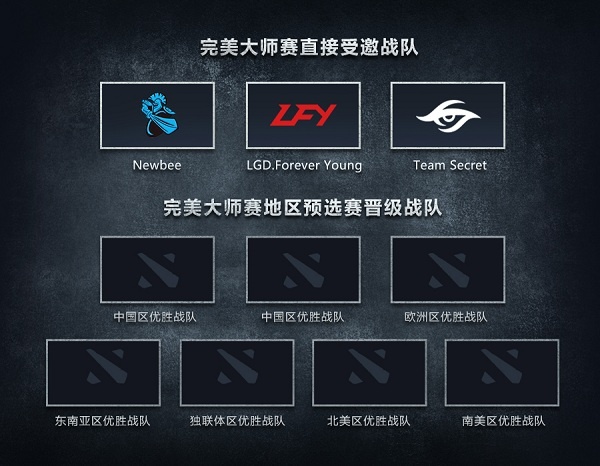 完美大师赛直接受邀战队
LFY
Newbee
LGD.Forever Young
Team Secret
完美大师赛地区预选赛晋级战队
中国区优胜战队
中国区优胜战队
欧洲区优胜战队
东南亚区优胜战队
独联体区优胜战队
北美区优胜战队
南美区优胜战队